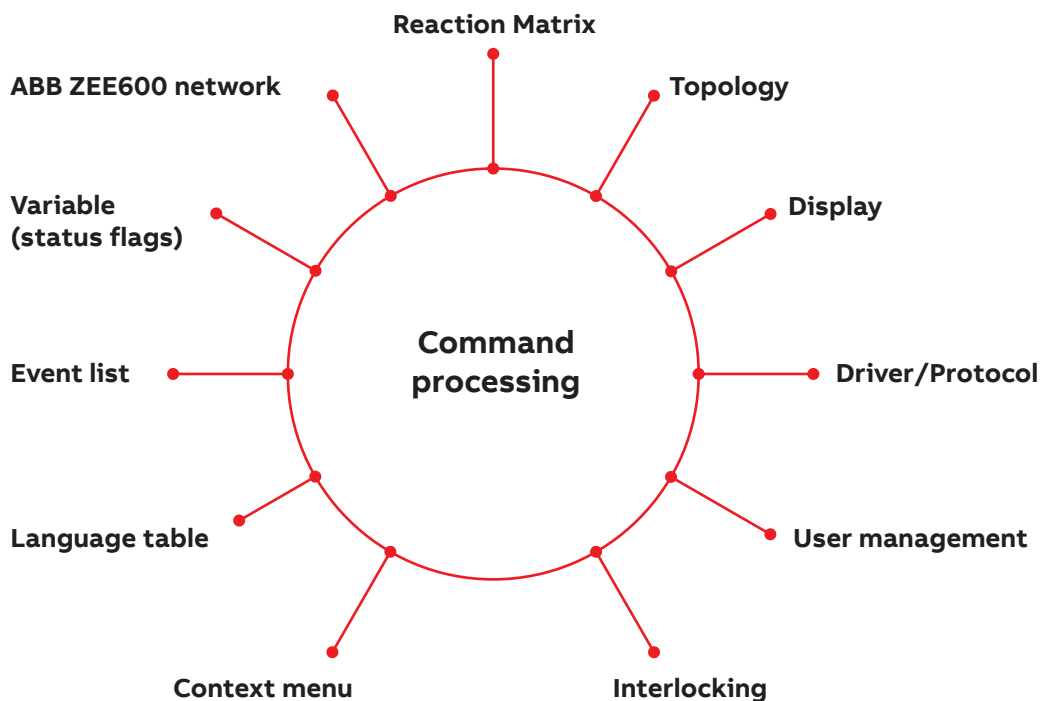 Reaction Matrix
ABB ZEE600 network
Topology
Variable
(status flags)
Display
Command
processing
Event list
Driver/Protocol
Language table
User management
Context menu
Interlocking